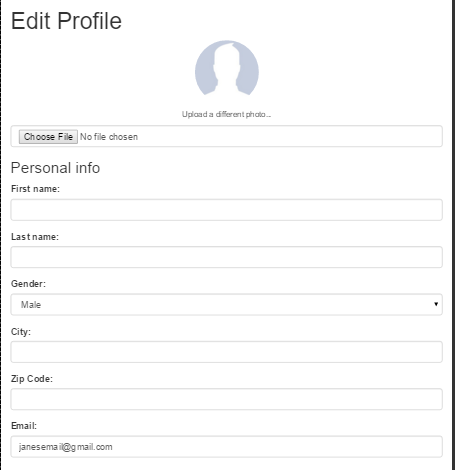 Edit Profile
Upload a different photo...
Choose File No file chosen
Personal info
First name:
Last name:
Gender:
Male
City:
Zip Code:
Email:
janesemail@gmail.com